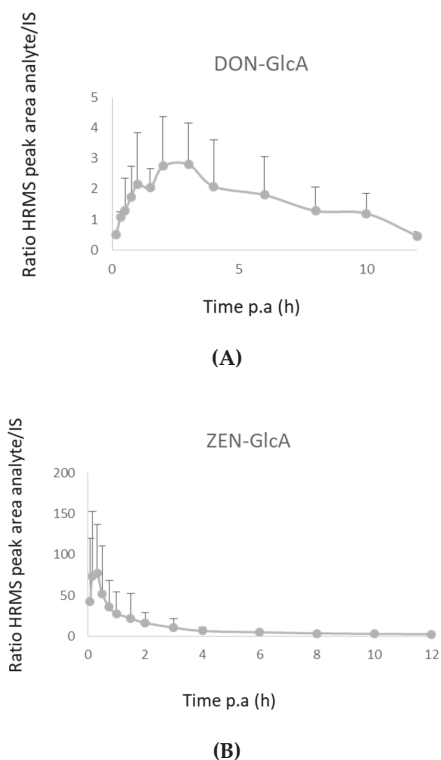 DON-GlcA
Ratio HRMS peak area analyte/IS
5
4
3
2
1
0
0 5 10
Time p.a (h)
(A)
ZEN-GlcA
Ratio HRMS peak area analyte/IS
200
150
100
50
0
0 2 4 6 8 10 12
Time p.a (h)
(B)